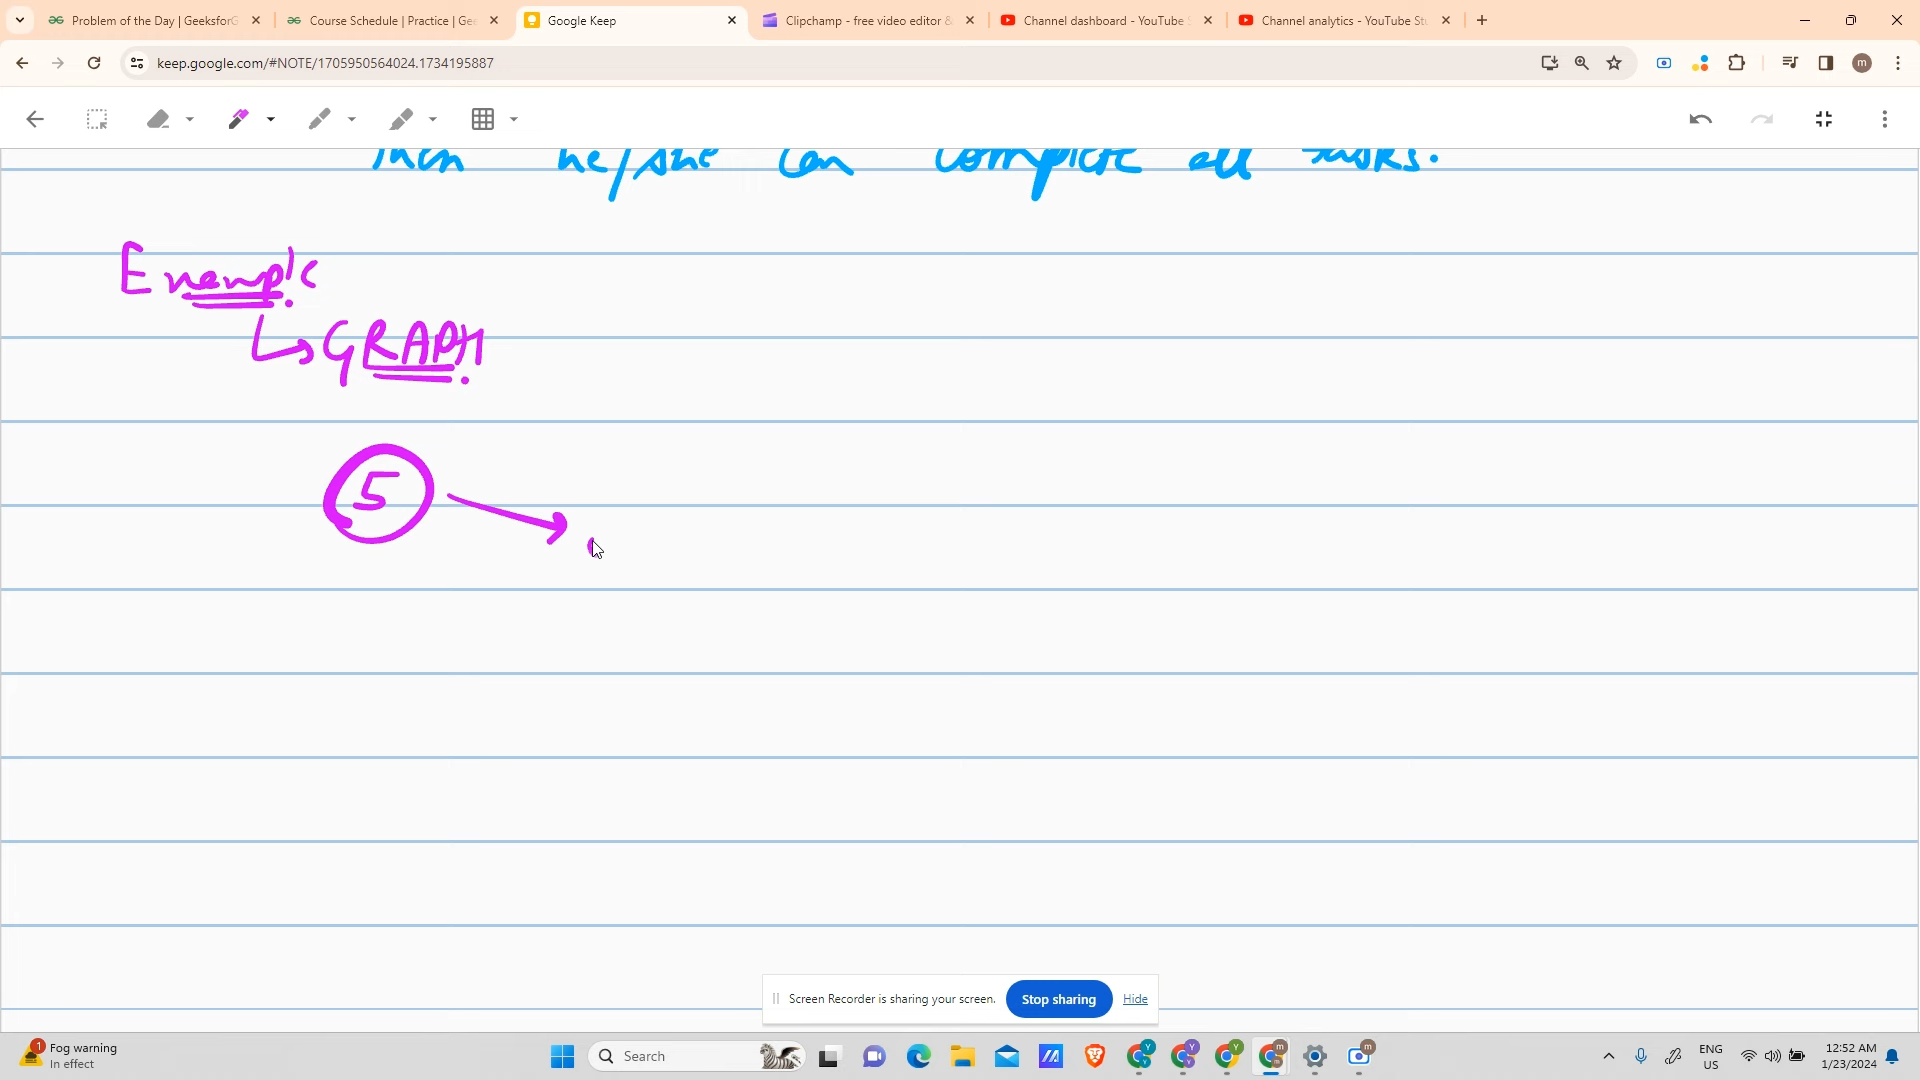 Problem of the Day | GeeksforG
Course Schedule | Practice | Gee
Google Keep
Clipchamp - free video editor &
Channel dashboard - YouTube S
Channel analytics - YouTube Stu
keep.google.com/#NOTE/1705950564024.1734195887
m
Then he/she can complete all tasks.
Example
GRAPH
5
Screen Recorder is sharing your screen.
Stop sharing
Hide
1
Fog warning
In effect
Search
Y
Y
Y
m
m
ENG
US
12:52 AM
1/23/2024